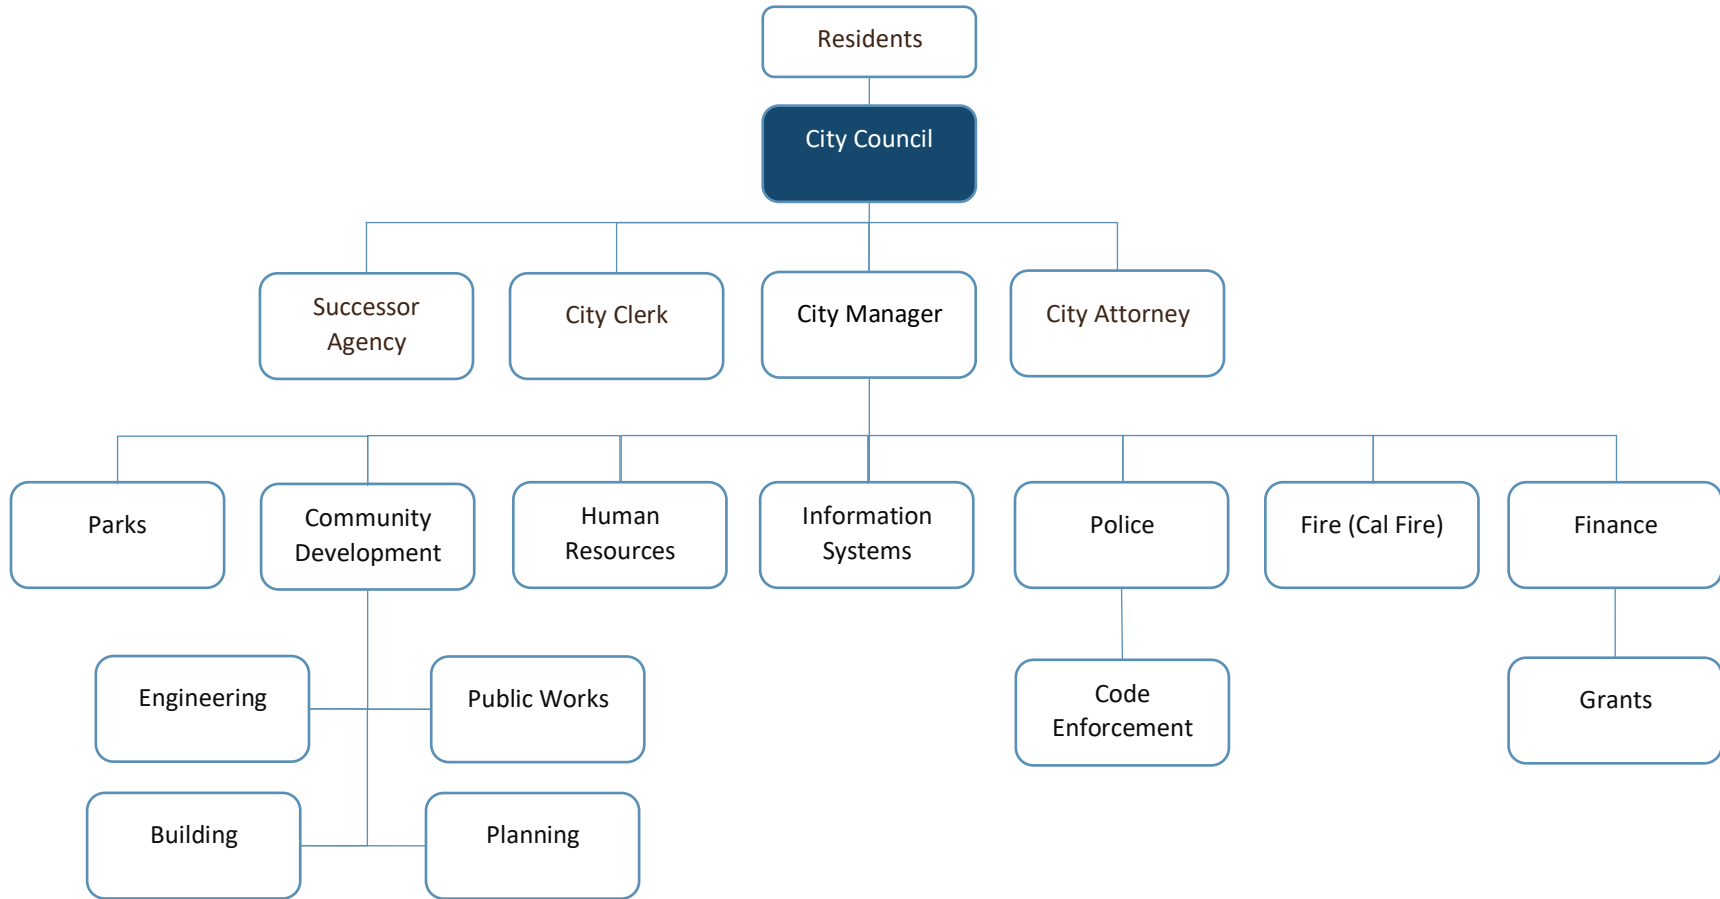 Residents
City Council
Successor
Agency
City Clerk
City Manager
City Attorney
Parks
Community
Development
Human
Resources
Information
Systems
Police
Fire (Cal Fire)
Finance
Engineering
Public Works
Code
Enforcement
Grants
Building
Planning